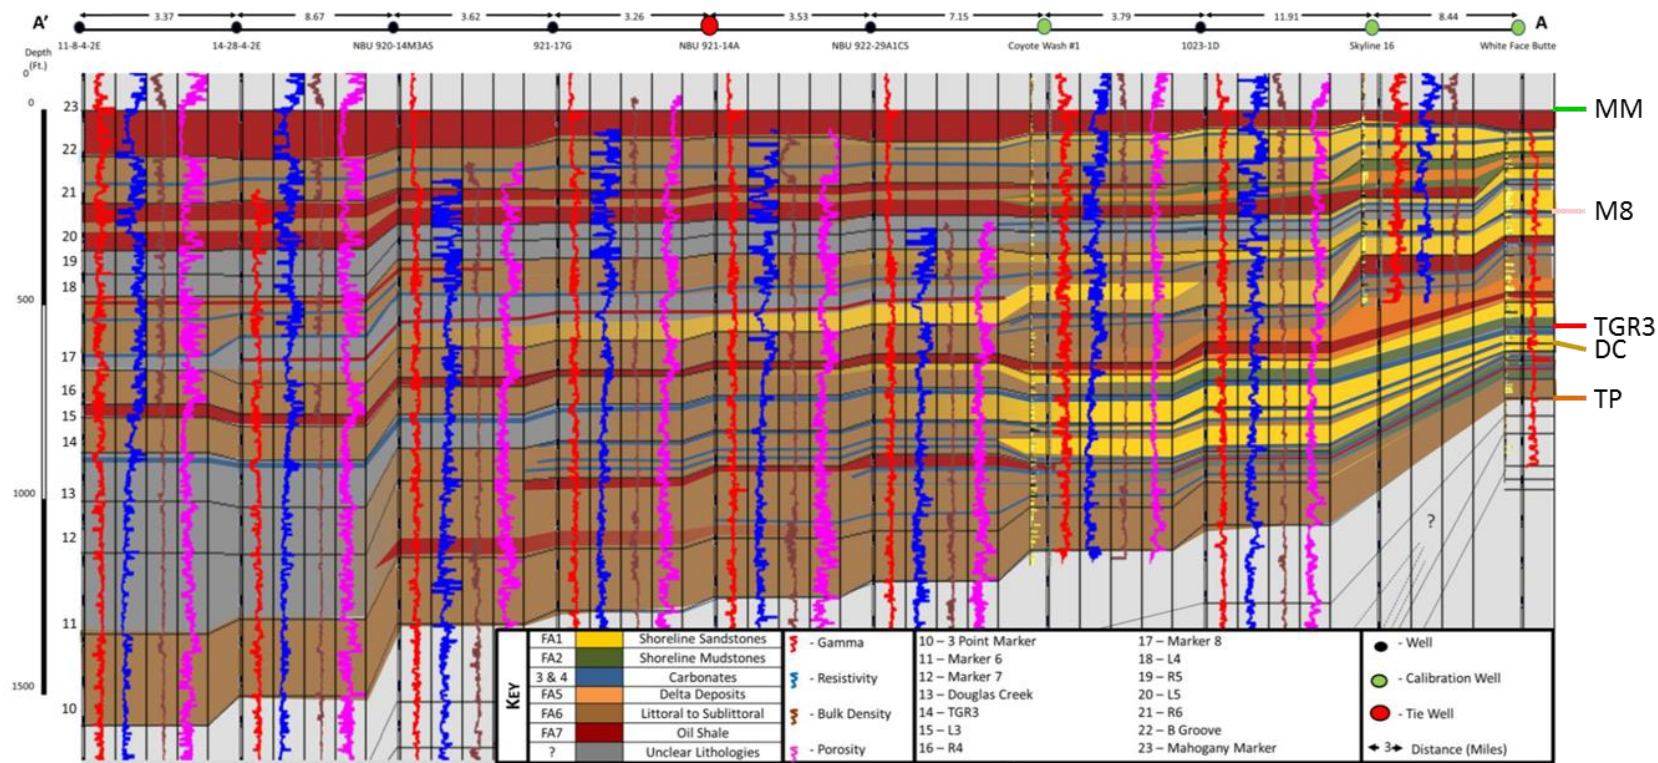 A' 3.37 8.67 3.62 3.26 3.53 7.15 3.79 11.91 8.44 A
11-8-4-2E 14-28-4-2E NBU 920-14M3AS 921-17G NBU 921-14A NBU 922-29A1CS Coyote Wash #1 1023-1D Skyline 16 White Face Butte
Depth
(Ft.)
0
0
23
MM
22
21
M8
20
19
18
500
TGR3
17
DC
16
TP
15
14
1000
13
?
12
11
1500
10
KEY
FA1 Shoreline Sandstones
FA2 Shoreline Mudstones
3 & 4 Carbonates
FA5 Delta Deposits
FA6 Littoral to Sublittoral
FA7 Oil Shale
? Unclear Lithologies
- Gamma
- Resistivity
- Bulk Density
- Porosity
10 – 3 Point Marker
11 – Marker 6
12 – Marker 7
13 – Douglas Creek
14 – TGR3
15 – L3
16 – R4
17 – Marker 8
18 – L4
19 – R5
20 – L5
21 – R6
22 – B Groove
23 – Mahogany Marker
- Well
- Calibration Well
- Tie Well
3 Distance (Miles)